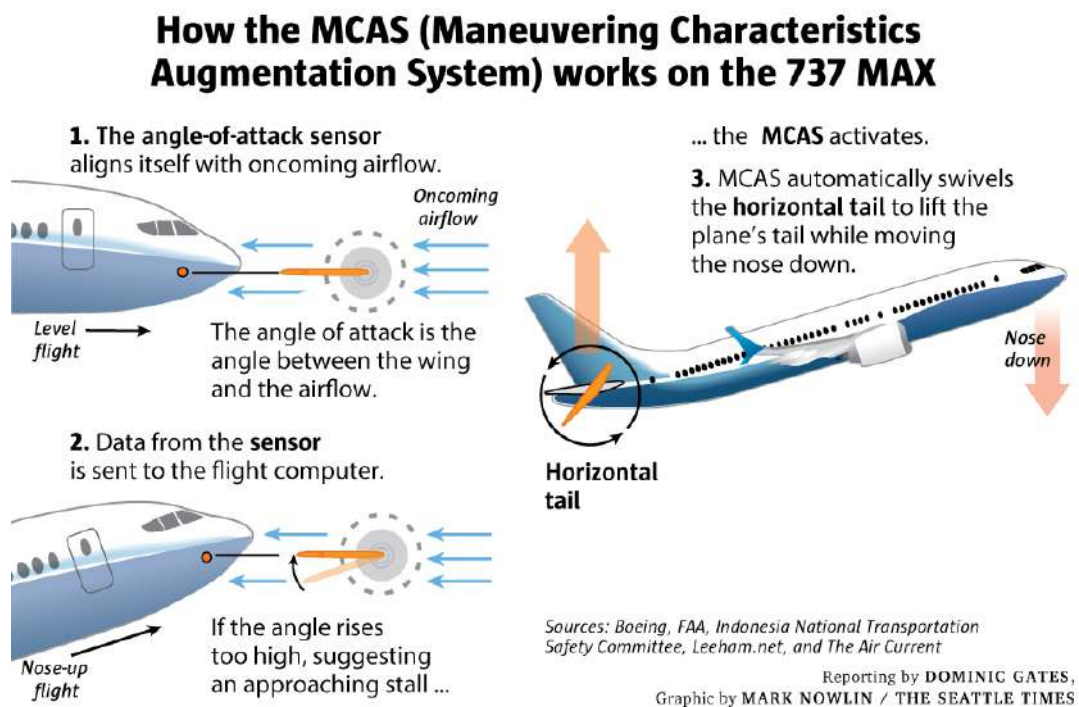 How the MCAS (Maneuvering Characteristics
Augmentation System) works on the 737 MAX
1. The angle-of-attack sensor
aligns itself with oncoming airflow.
Oncoming
airflow
Level
flight
The angle of attack is the
angle between the wing
and the airflow.
2. Data from the sensor
is sent to the flight computer.
Nose-up
flight
If the angle rises
too high, suggesting
an approaching stall ...
... the MCAS activates.
3. MCAS automatically swivels
the horizontal tail to lift the
plane's tail while moving
the nose down.
Nose
down
Horizontal
tail
Sources: Boeing, FAA, Indonesia National Transportation
Safety Committee, Leeham.net, and The Air Current
Reporting by DOMINIC GATES,
Graphic by MARK NOWLIN / THE SEATTLE TIMES